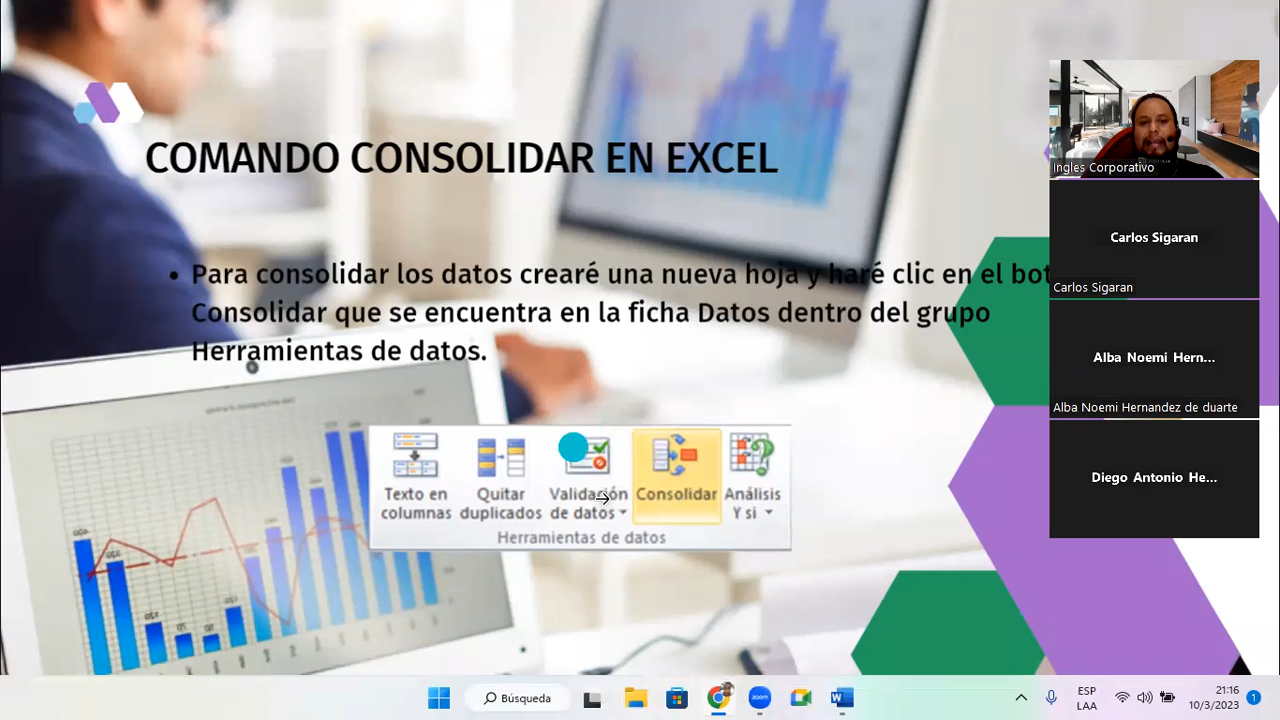 COMANDO CONSOLIDAR EN EXCEL
• Para consolidar los datos crearé una nueva hoja y haré clic en el bot
Consolidar que se encuentra en la ficha Datos dentro del grupo
Herramientas de datos.
Texto en
columnas
Quitar
duplicados
Validación
de datos
Consolidar
Análisis
Y si
Herramientas de datos
Ingles Corporativo
Carlos Sigaran
Carlos Sigaran
Alba Noemi Hern...
Alba Noemi Hernandez de duarte
Diego Antonio He...
Búsqueda
zoom
ESP
LAA
21:16
10/3/2023
1